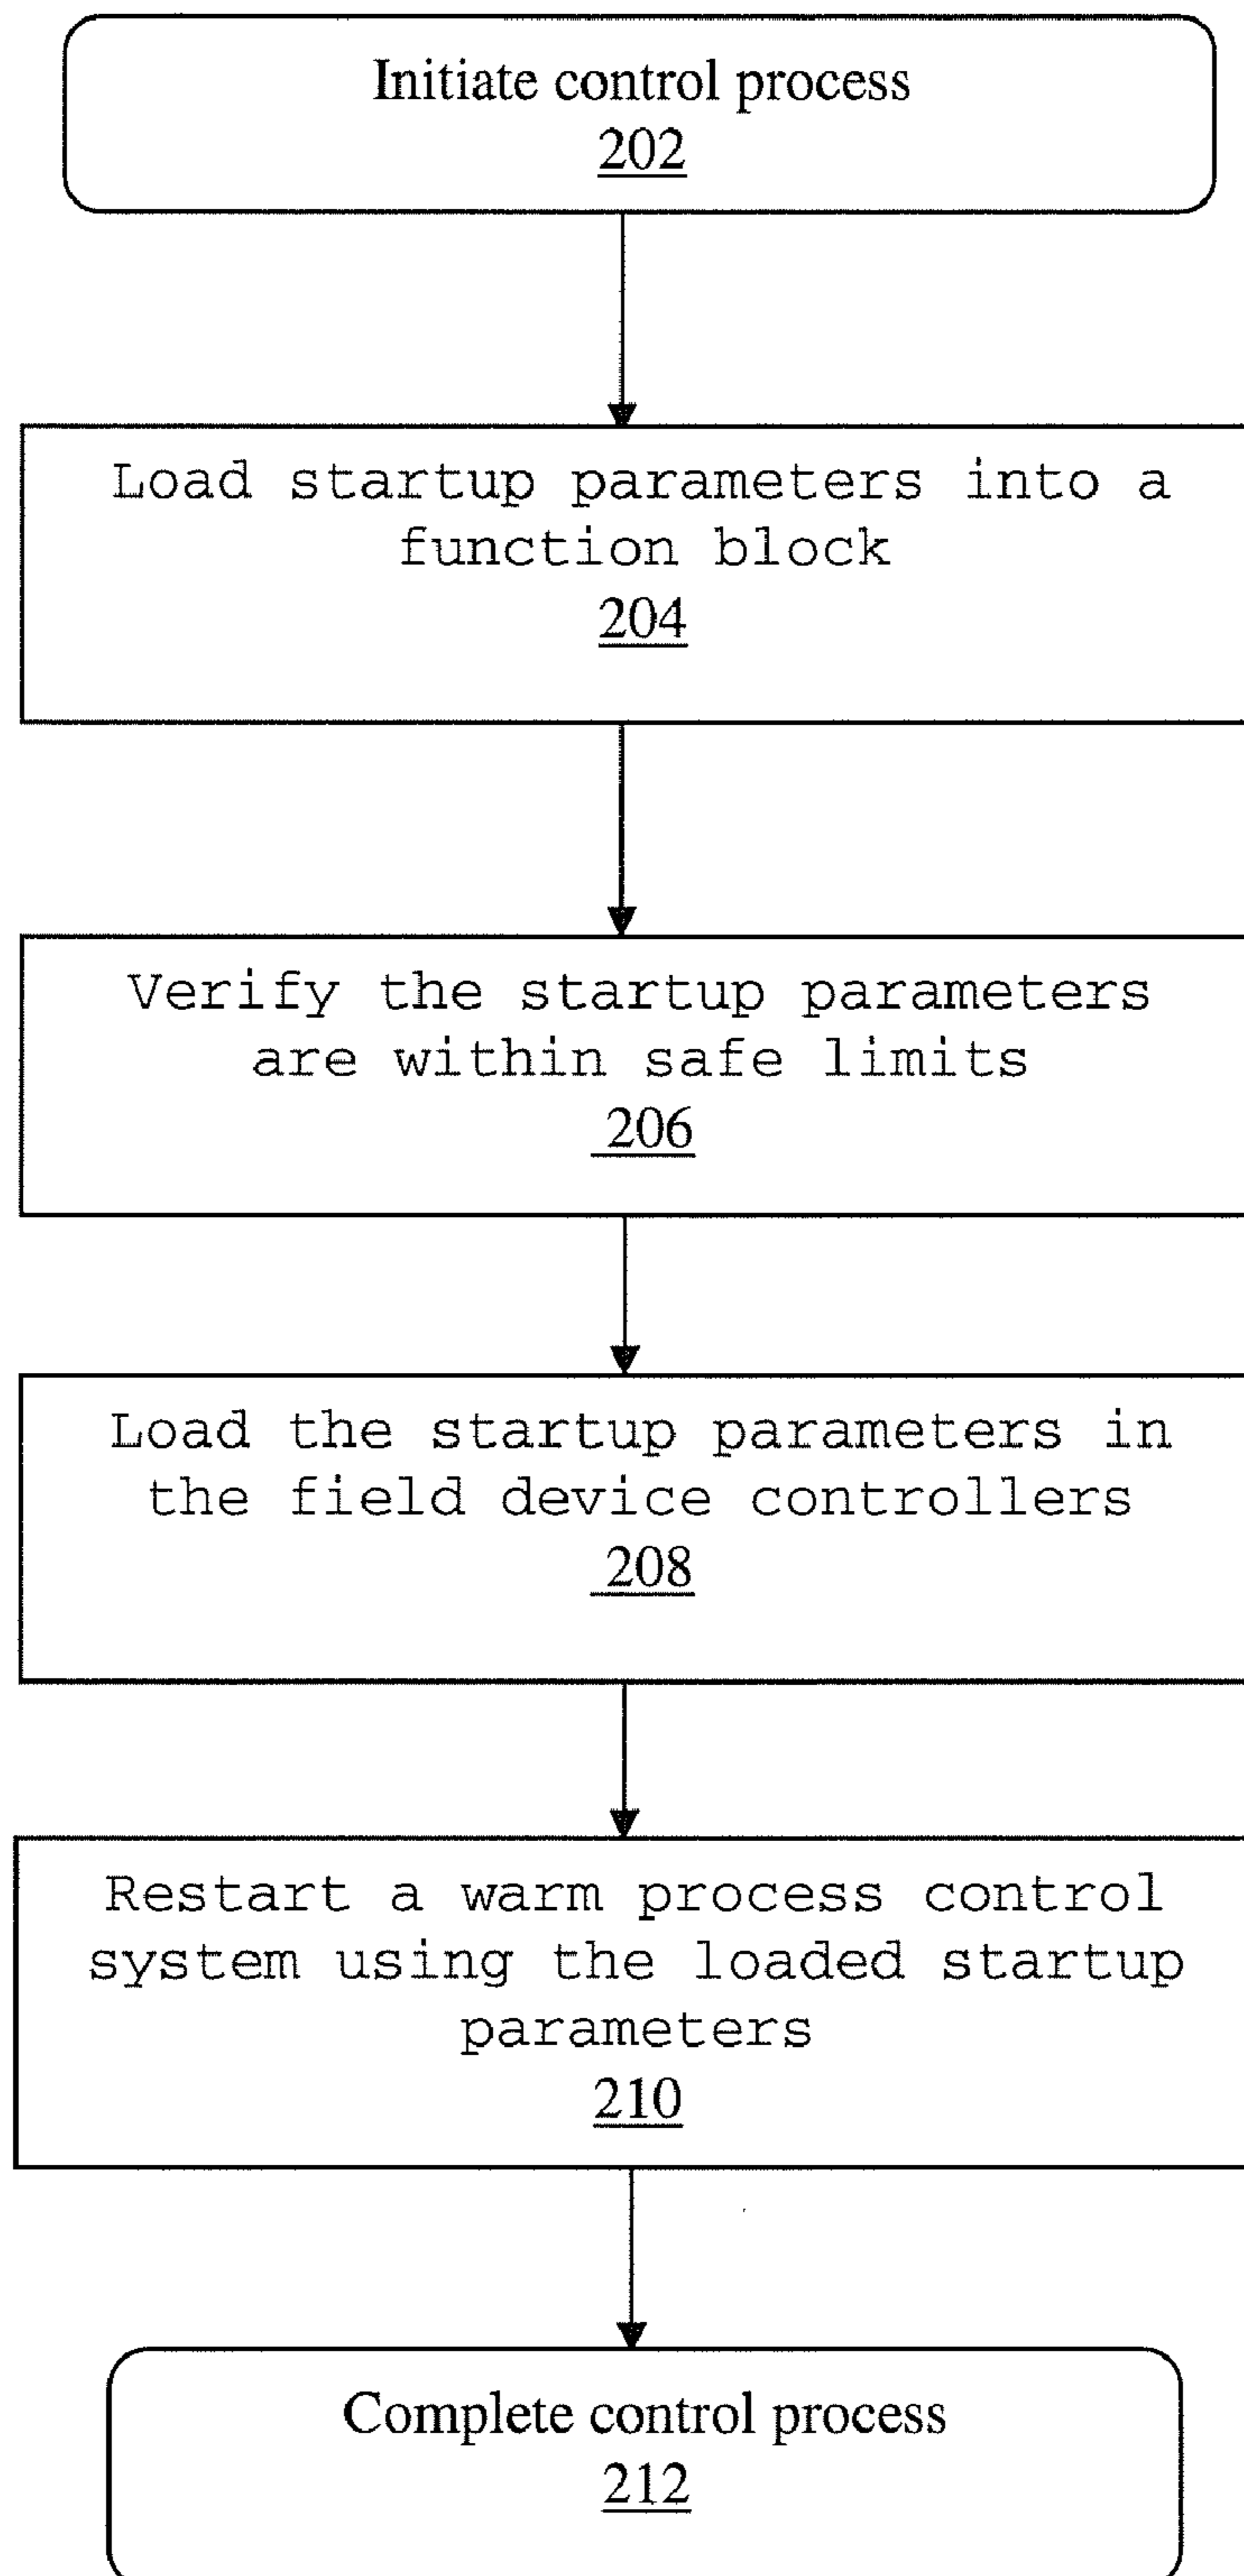 Initiate control process
202
Load startup parameters into a
function block
204
Verify the startup parameters
are within safe limits
206
Load the startup parameters in
the field device controllers
208
Restart a warm process control
system using the loaded startup
parameters
210
Complete control process
212